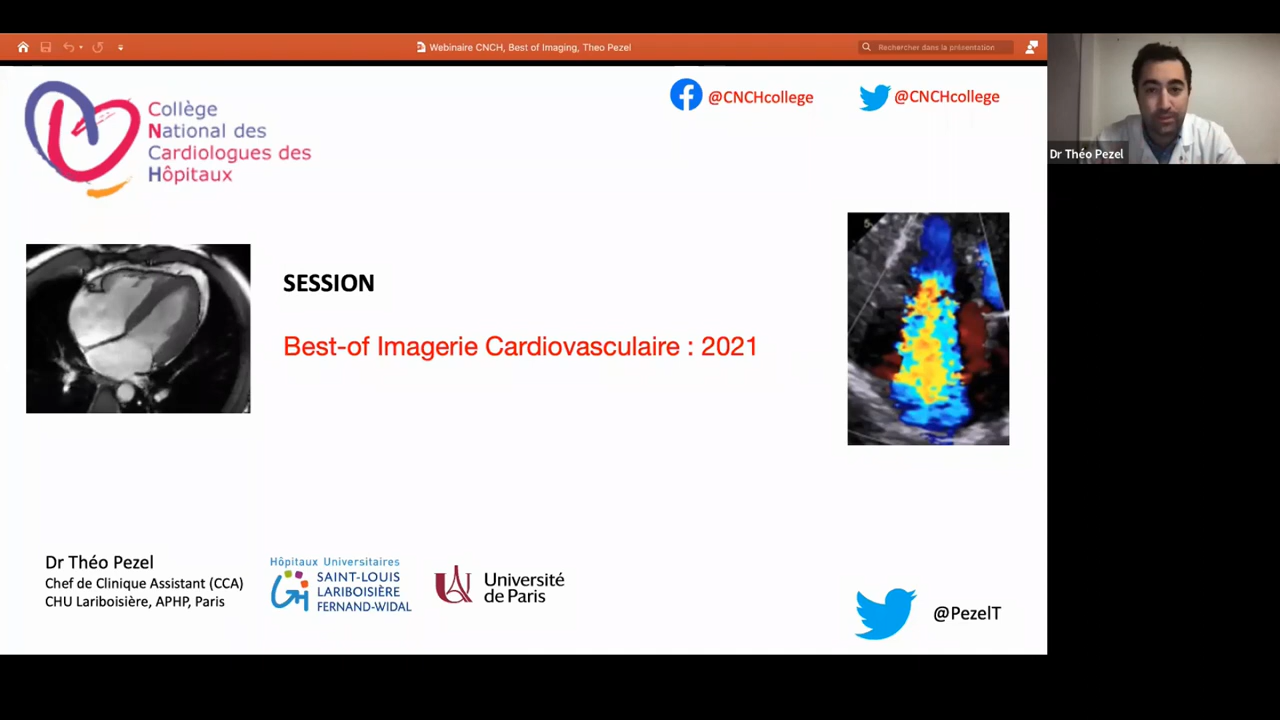 Webinaire CNCH, Best of Imaging, Theo Pezel
Rechercher dans la présentation
Collège
National des
Cardiologues des
Hôpitaux
@CNCHcollege
@CNCHcollege
Dr Théo Pezel
SESSION
Best-of Imagerie Cardiovasculaire : 2021
Dr Théo Pezel
Chef de Clinique Assistant (CCA)
CHU Lariboisière, APHP, Paris
Hôpitaux Universitaires
SAINT-LOUIS
LARIBOISIÈRE
FERNAND-WIDAL
Université
de Paris
@PezelT